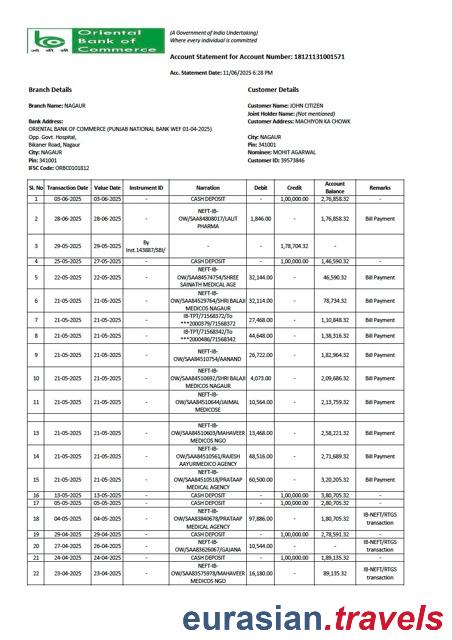 Oriental
Bank of
Commerce
(A Government of India Undertaking)
Where every individual is committed
Account Statement for Account Number: 18121131001571
Acc. Statement Date: 11/06/2025 6:28 PM
Branch Details
Branch Name: NAGAUR
Bank Address:
ORIENTAL BANK OF COMMERCE (PUNJAB NATIONAL BANK WEF 01-04-2025)
Opp. Govt. Hospital,
Bikaner Road, Nagaur
City: NAGAUR
Pin: 341001
IFSC Code: ORBC0101812
Customer Details
Customer Name: JOHN CITIZEN
Joint Holder Name: (Not mentioned)
Customer Address: MACHIYON KA CHOWK
City: NAGAUR
Pin: 341001
Nominee: MOHIT AGARWAL
Customer ID: 39573846
Sl. No Transaction Date Value Date Instrument ID Narration Debit Credit Account Balance Remarks
1 03-06-2025 03-06-2025 - CASH DEPOSIT - 1,00,000.00 2,76,858.32 -
2 28-06-2025 28-06-2025 - NEFT-IB-
OW/SAA84808017/LALIT
PHARMA 1,846.00 - 1,76,858.32 Bill Payment
3 29-05-2025 29-05-2025 By
Inst.143887/SBI/ - - 1,78,704.32 -
4 25-05-2025 27-05-2025 - CASH DEPOSIT - 1,00,000.00 1,46,590.32 -
5 22-05-2025 22-05-2025 - NEFT-IB-
OW/SAA84574754/SHREE
SAINATH MEDICAL AGE 32,144.00 - 46,590.32 Bill Payment
6 21-05-2025 21-05-2025 - NEFT-IB-
OW/SAA84529764/SHRI BALAJI
MEDICOS NAGAUR 32,114.00 - 78,734.32 Bill Payment
7 21-05-2025 21-05-2025 - IB-TPT/71568372/To
***2000379/71568372 27,468.00 - 1,10,848.32 Bill Payment
8 21-05-2025 21-05-2025 - IB-TPT/71568342/To
***2000486/71568342 44,648.00 - 1,38,316.32 Bill Payment
9 21-05-2025 21-05-2025 - NEFT-IB-
OW/SAA84510754/AANAND 26,722.00 - 1,82,964.32 Bill Payment
10 21-05-2025 21-05-2025 - NEFT-IB-
OW/SAA84510692/SHRI BALAJI
MEDICOS NAGAUR 4,073.00 - 2,09,686.32 Bill Payment
11 21-05-2025 21-05-2025 - NEFT-IB-
OW/SAA84510644/JAIMAL
MEDICOSE 10,564.00 - 2,13,759.32 Bill Payment
13 21-05-2025 21-05-2025 - NEFT-IB-
OW/SAA84510603/MAHAVEER
MEDICOS NGO 13,468.00 - 2,58,221.32 Bill Payment
14 21-05-2025 21-05-2025 - NEFT-IB-
OW/SAA84510561/RAJESH
AAYURMEDICO AGENCY 48,516.00 - 2,71,689.32 Bill Payment
15 21-05-2025 21-05-2025 - NEFT-IB-
OW/SAA84510518/PRATAAP
MEDICAL AGENCY 60,500.00 - 3,20,205.32 Bill Payment
16 13-05-2025 13-05-2025 - CASH DEPOSIT - 1,00,000.00 3,80,705.32 -
17 05-05-2025 05-05-2025 - CASH DEPOSIT - 1,00,000.00 2,80,705.32 -
18 04-05-2025 04-05-2025 - NEFT-IB-
OW/SAA83840678/PRATAAP
MEDICAL AGENCY 97,886.00 - 1,80,705.32 IB-NEFT/RTGS
transaction
19 29-04-2025 29-04-2025 - CASH DEPOSIT - - 2,78,591.32 -
20 27-04-2025 26-04-2025 - NEFT-IB-
OW/SAA83626067/GAJANA 10,544.00 - - IB-NEFT/RTGS
transaction
21 24-04-2025 24-04-2025 - CASH DEPOSIT - 1,00,000.00 1,89,135.32 -
22 23-04-2025 23-04-2025 - NEFT-IB-
OW/SAA83575978/MAHAVEER
MEDICOS NGO 16,180.00 - 89,135.32 IB-NEFT/RTGS
transaction
eurasian.travels